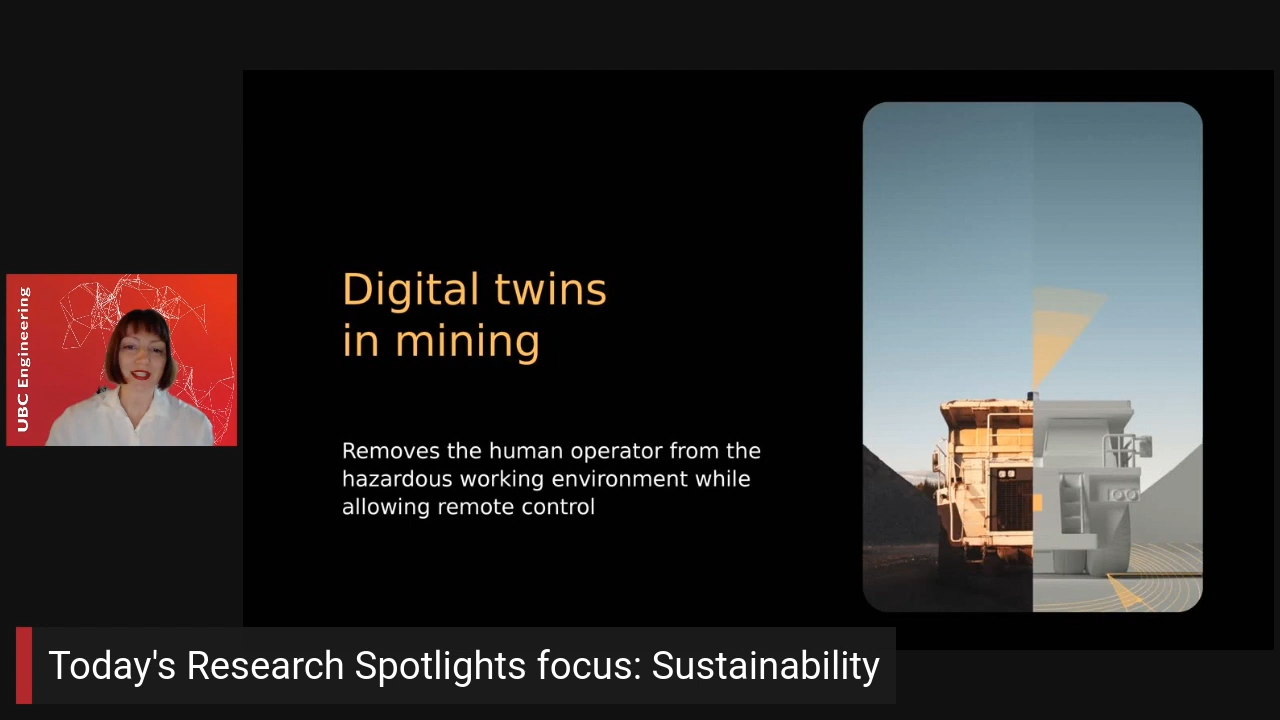 UBC Engineering
Digital twins
in mining
Removes the human operator from the
hazardous working environment while
allowing remote control
Today's Research Spotlights focus: Sustainability